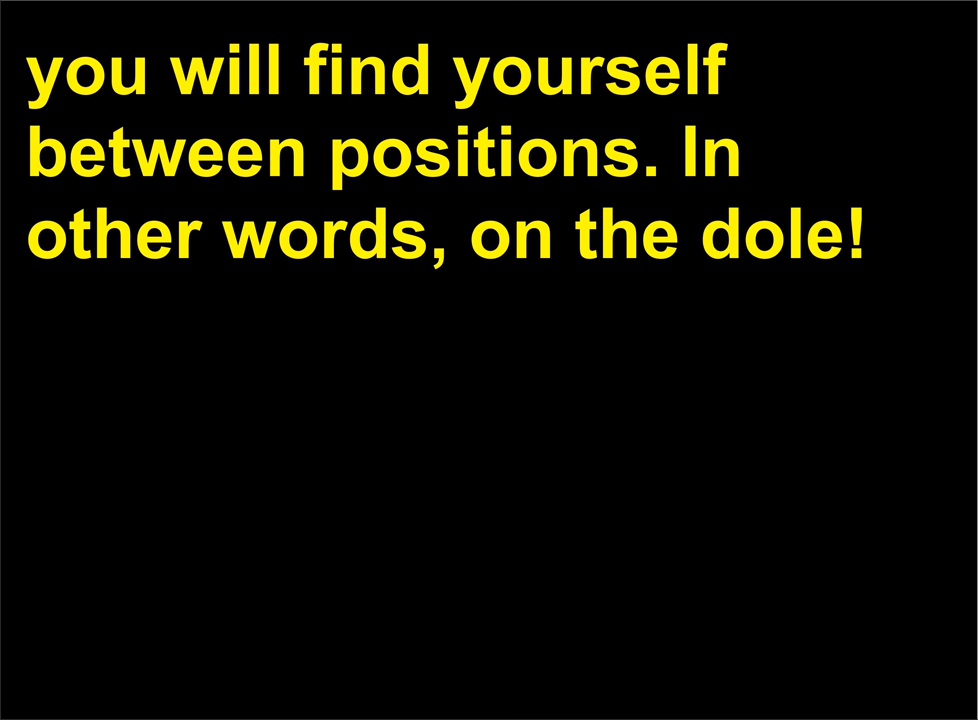 you will find yourself
between positions. In
other words, on the dole!